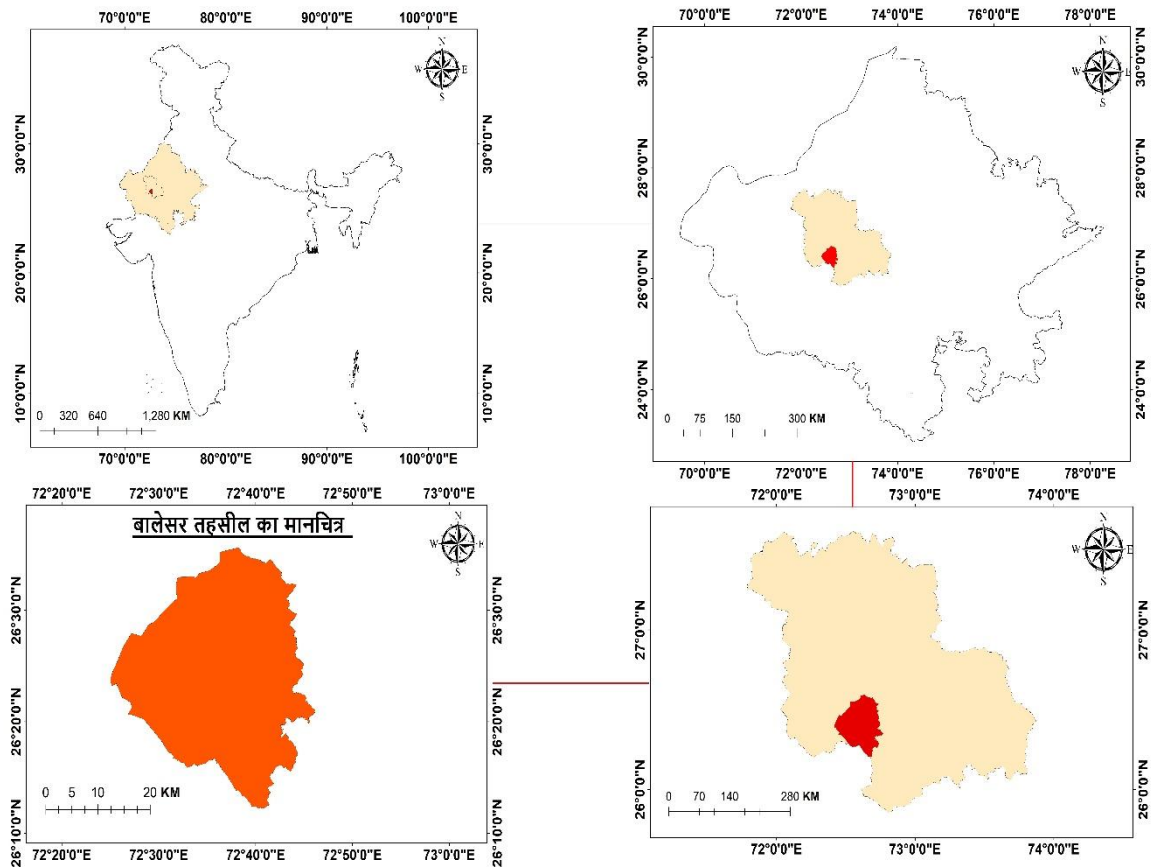 70°0'0"E 80°0'0"E 90°0'0"E 100°0'0"E
N
W E
S
30°0'0"N
20°0'0"N
10°0'0"N
30°0'0"N
20°0'0"N
10°0'0"N
0 320 640 1,280 KM
70°0'0"E 80°0'0"E 90°0'0"E 100°0'0"E
70°0'0"E 72°0'0"E 74°0'0"E 76°0'0"E 78°0'0"E
N
W E
S
30°0'0"N
28°0'0"N
26°0'0"N
24°0'0"N
30°0'0"N
28°0'0"N
26°0'0"N
24°0'0"N
0 75 150 300 KM
70°0'0"E 72°0'0"E 74°0'0"E 76°0'0"E 78°0'0"E
72°20'0"E 72°30'0"E 72°40'0"E 72°50'0"E 73°0'0"E
बालेसर तहसील का मानचित्र
N
W E
S
26°30'0"N
26°20'0"N
26°10'0"N
26°30'0"N
26°20'0"N
26°10'0"N
0 5 10 20 KM
72°20'0"E 72°30'0"E 72°40'0"E 72°50'0"E 73°0'0"E
72°0'0"E 73°0'0"E 74°0'0"E
N
W E
S
27°0'0"N
26°0'0"N
27°0'0"N
26°0'0"N
0 70 140 280 KM
72°0'0"E 73°0'0"E 74°0'0"E